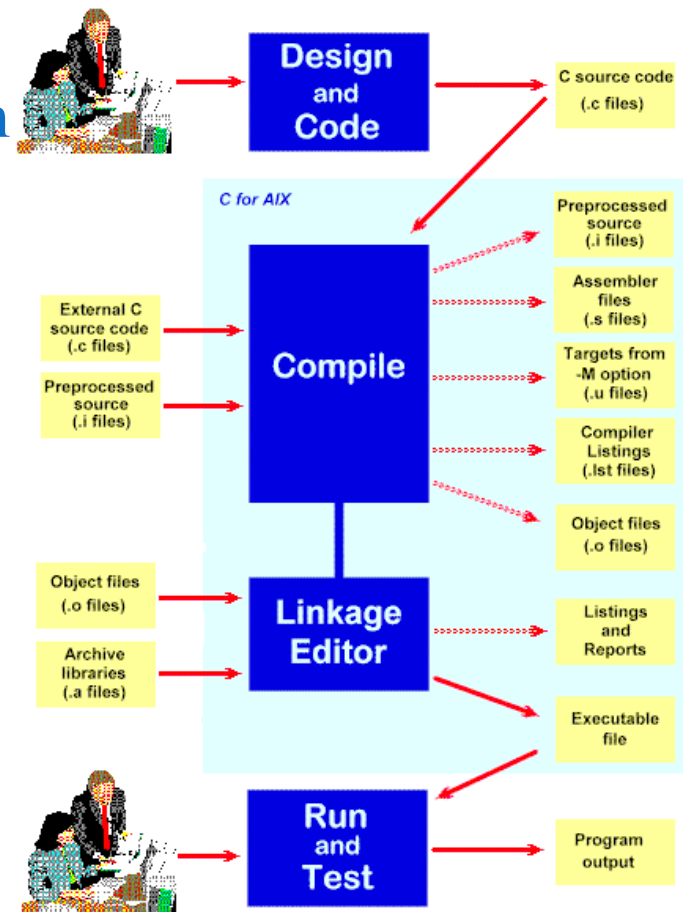 n
Design
and
Code
C source code
(.c files)
C for AIX
Preprocessed
source
(.i files)
External C
source code
(.c files)
Compile
Assembler
files
(.s files)
Preprocessed
source
(.i files)
Targets from
-M option
(.u files)
Compiler
Listings
(.lst files)
Object files
(.o files)
Object files
(.o files)
Linkage
Editor
Listings
and
Reports
Archive
libraries
(.a files)
Executable
file
Run
and
Test
Program
output